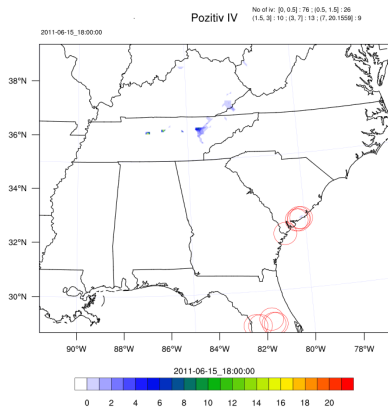 Pozitiv IV
No of iv: [0, 0.5] : 76 ; (0.5, 1.5] : 26
(1.5, 3] : 10 ; (3, 7] : 13 ; (7, 20.1559] : 9
2011-06-15_18:00:00
38°N
36°N
34°N
32°N
30°N
90°W 88°W 86°W 84°W 82°W 80°W 78°W
2011-06-15_18:00:00
0 2 4 6 8 10 12 14 16 18 20